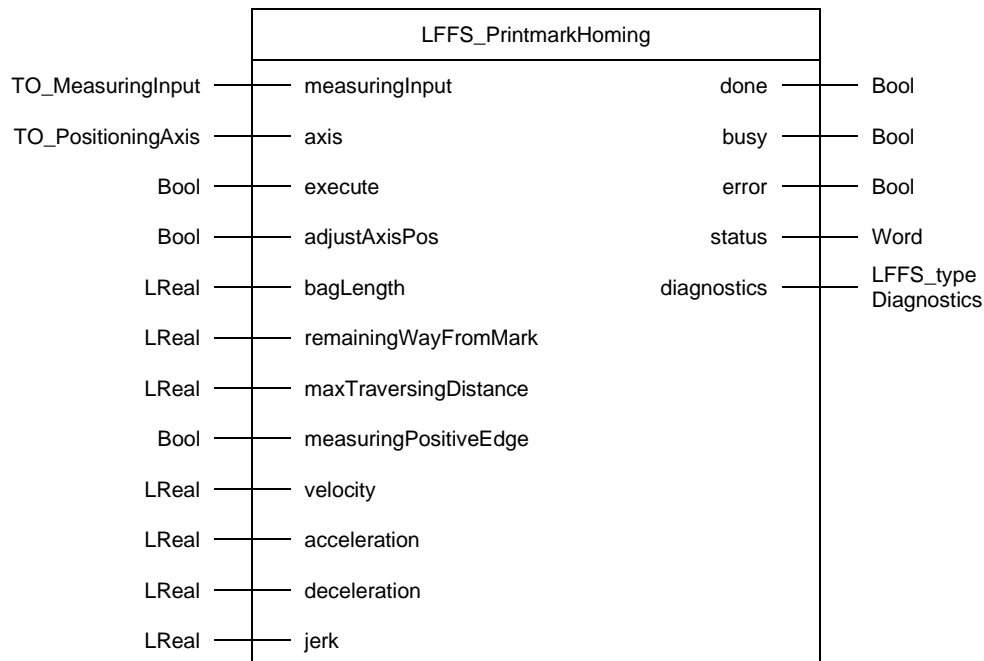 LFFS_PrintmarkHoming
TO_MeasuringInput measuringInput done Bool
TO_PositioningAxis axis busy Bool
Bool execute error Bool
Bool adjustAxisPos status Word
LReal bagLength diagnostics LFFS_type
Diagnostics
LReal remainingWayFromMark
LReal maxTraversingDistance
Bool measuringPositiveEdge
LReal velocity
LReal acceleration
LReal deceleration
LReal jerk